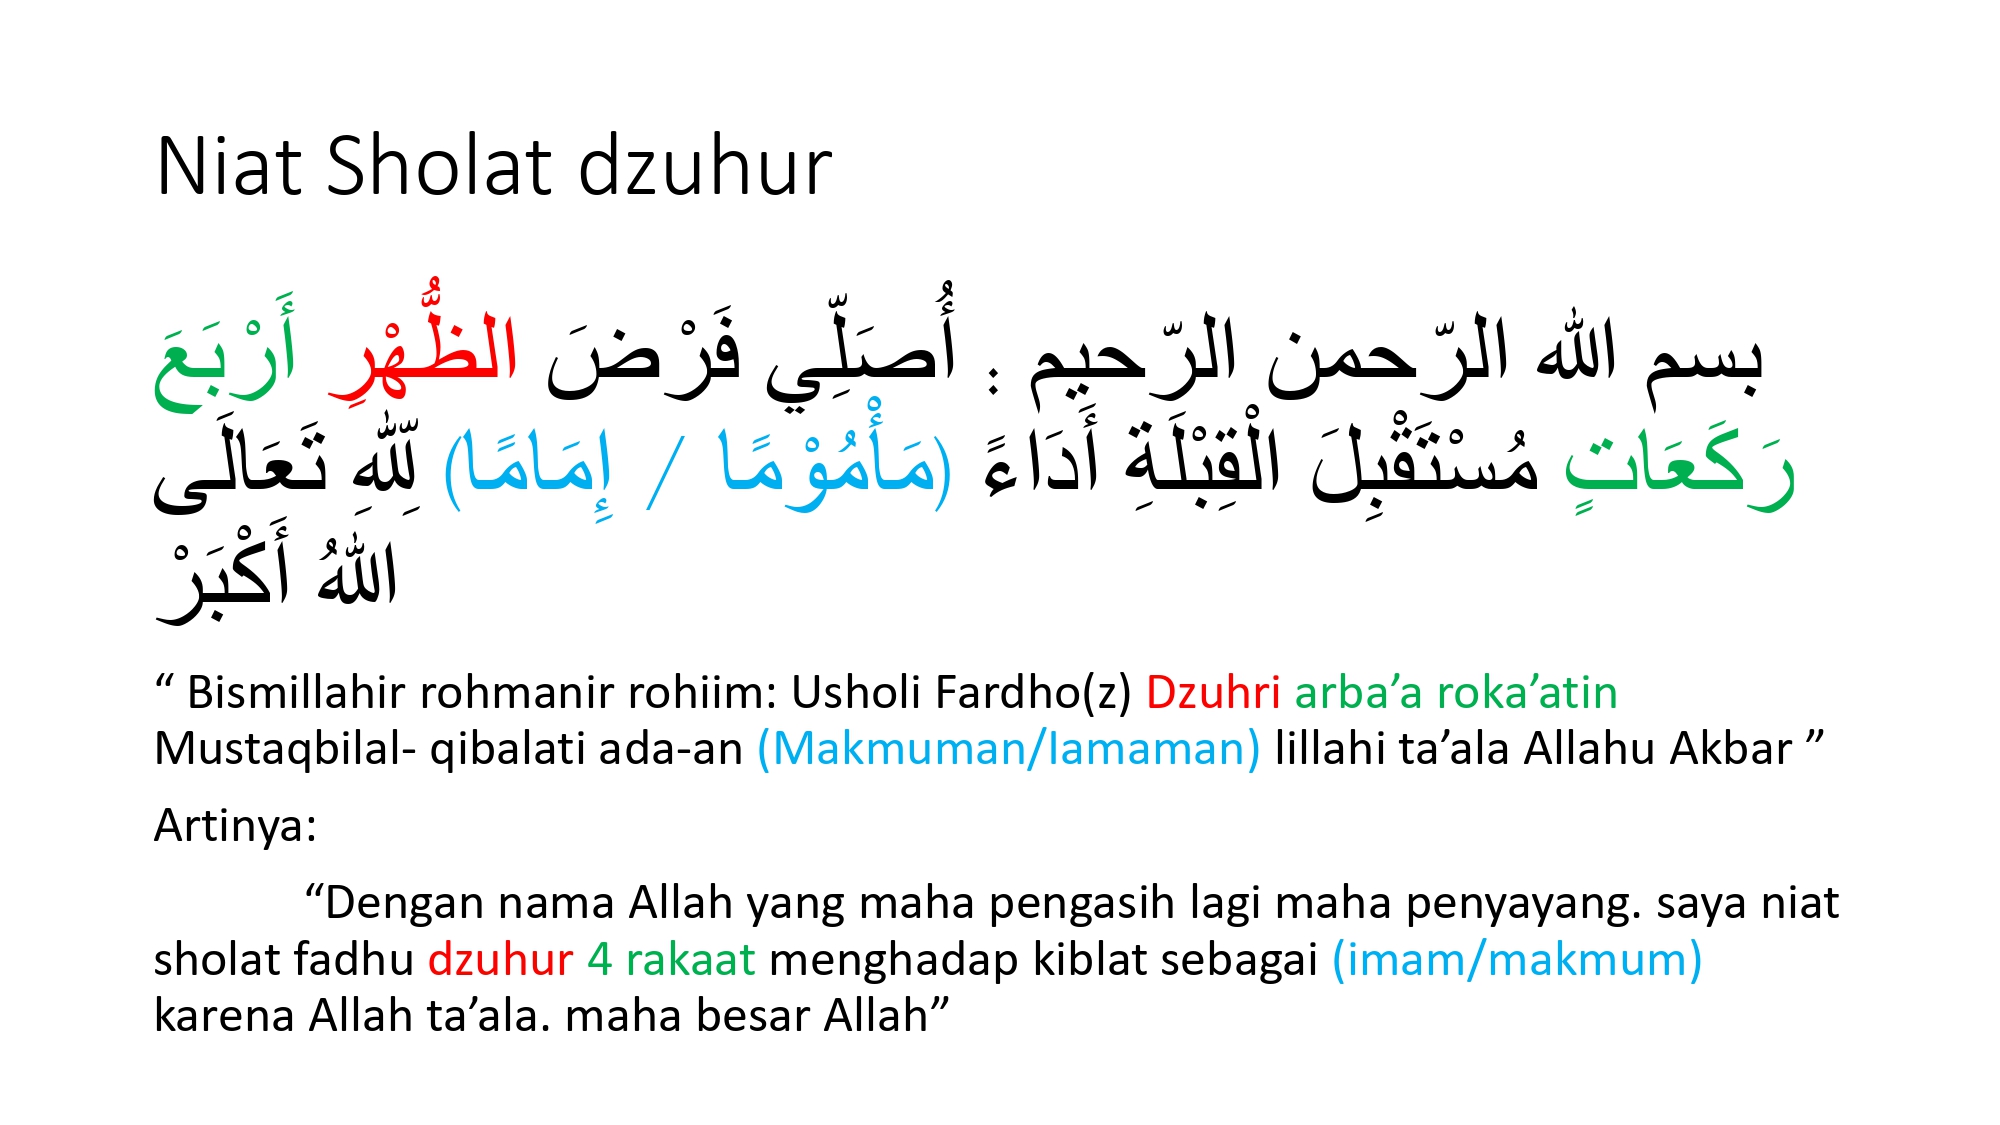 Niat Sholat dzuhur
بسم الله الرّحمن الرّحيم : أُصَلِّي فَرْضَ الظُّهْرِ أَرْبَعَ
رَكَعَاتٍ مُسْتَقْبِلَ الْقِبْلَةِ أَدَاءً (مَأْمُوْمًا / إِمَامًا) لِلّٰهِ تَعَالَى
اللهُ أَكْبَرْ
“ Bismillahir rohmanir rohiim: Usholi Fardho(z) Dzuhri arba’a roka’atin
Mustaqbilal- qibalati ada-an (Makmuman/Iamaman) lillahi ta’ala Allahu Akbar ”
Artinya:
“Dengan nama Allah yang maha pengasih lagi maha penyayang. saya niat
sholat fadhu dzuhur 4 rakaat menghadap kiblat sebagai (imam/makmum)
karena Allah ta’ala. maha besar Allah”